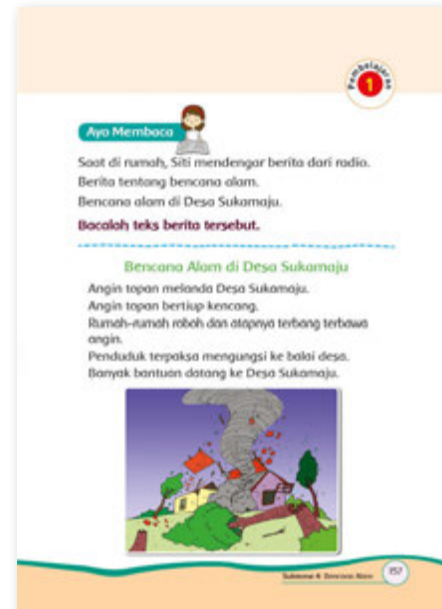 Pembelajaran
1
Ayo Membaca
Saat di rumah, Siti mendengar berita dari radio.
Berita tentang bencana alam.
Bencana alam di Desa Sukamaju.
Bacalah teks berita tersebut.
Bencana Alam di Desa Sukamaju
Angin topan melanda Desa Sukamaju.
Angin topan bertiup kencang.
Rumah-rumah roboh dan atapnya terbang terbawa
angin.
Penduduk terpaksa mengungsi ke balai desa.
Banyak bantuan datang ke Desa Sukamaju.
Subtema 4: Bencana Alam
157